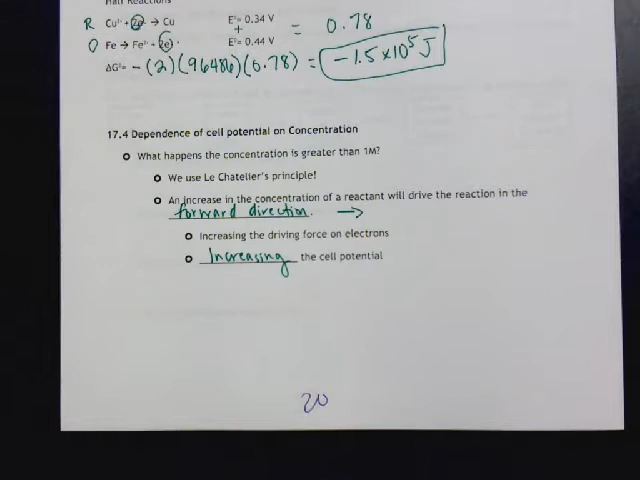 Half Reactions
R Cu²⁺ + 2e⁻ → Cu E° = 0.34 V = 0.78
+
O Fe → Fe²⁺ + 2e⁻ E° = 0.44 V
ΔG° = -(2)(96486)(0.78) = -1.5 x 10⁵ J
17.4 Dependence of cell potential on Concentration
What happens the concentration is greater than 1M?
We use Le Chatelier's principle!
An increase in the concentration of a reactant will drive the reaction in the
forward direction. →
Increasing the driving force on electrons
Increasing the cell potential
20